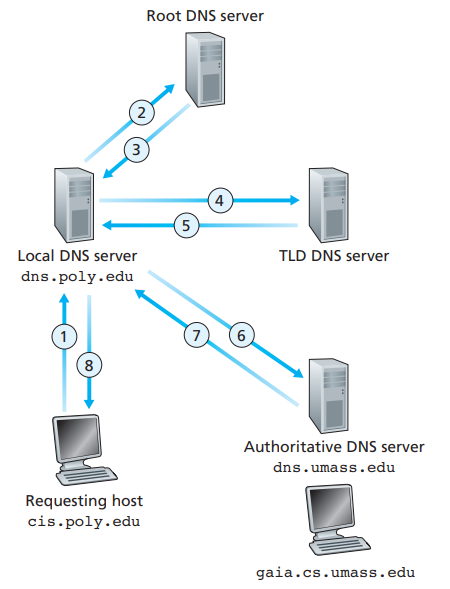 Root DNS server
2
3
4
5
Local DNS server
dns.poly.edu
TLD DNS server
1
8
7
6
Authoritative DNS server
dns.umass.edu
Requesting host
cis.poly.edu
gaia.cs.umass.edu